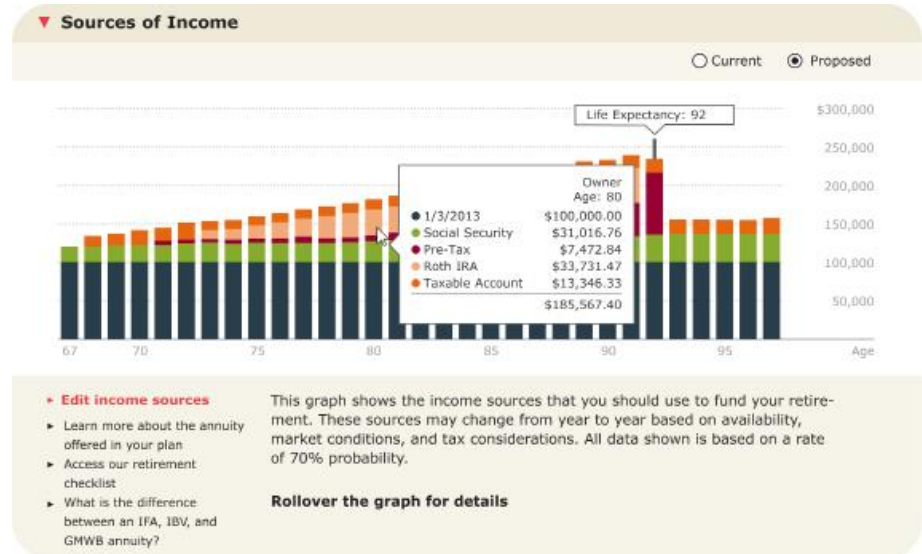 ▼ Sources of Income
Current Proposed
$300,000
Life Expectancy: 92
250,000
Owner
Age: 80
200,000
1/3/2013 $100,000.00
Social Security $31,016.76
150,000
Pre-Tax $7,472.84
Roth IRA $33,731.47
100,000
Taxable Account $13,346.33
$185,567.40
50,000
67 70 75 80 85 90 95 Age
Edit income sources
Learn more about the annuity
offered in your plan
Access our retirement
checklist
What is the difference
between an IFA, IBV, and
GMWB annuity?
This graph shows the income sources that you should use to fund your retire-
ment. These sources may change from year to year based on availability,
market conditions, and tax considerations. All data shown is based on a rate
of 70% probability.
Rollover the graph for details